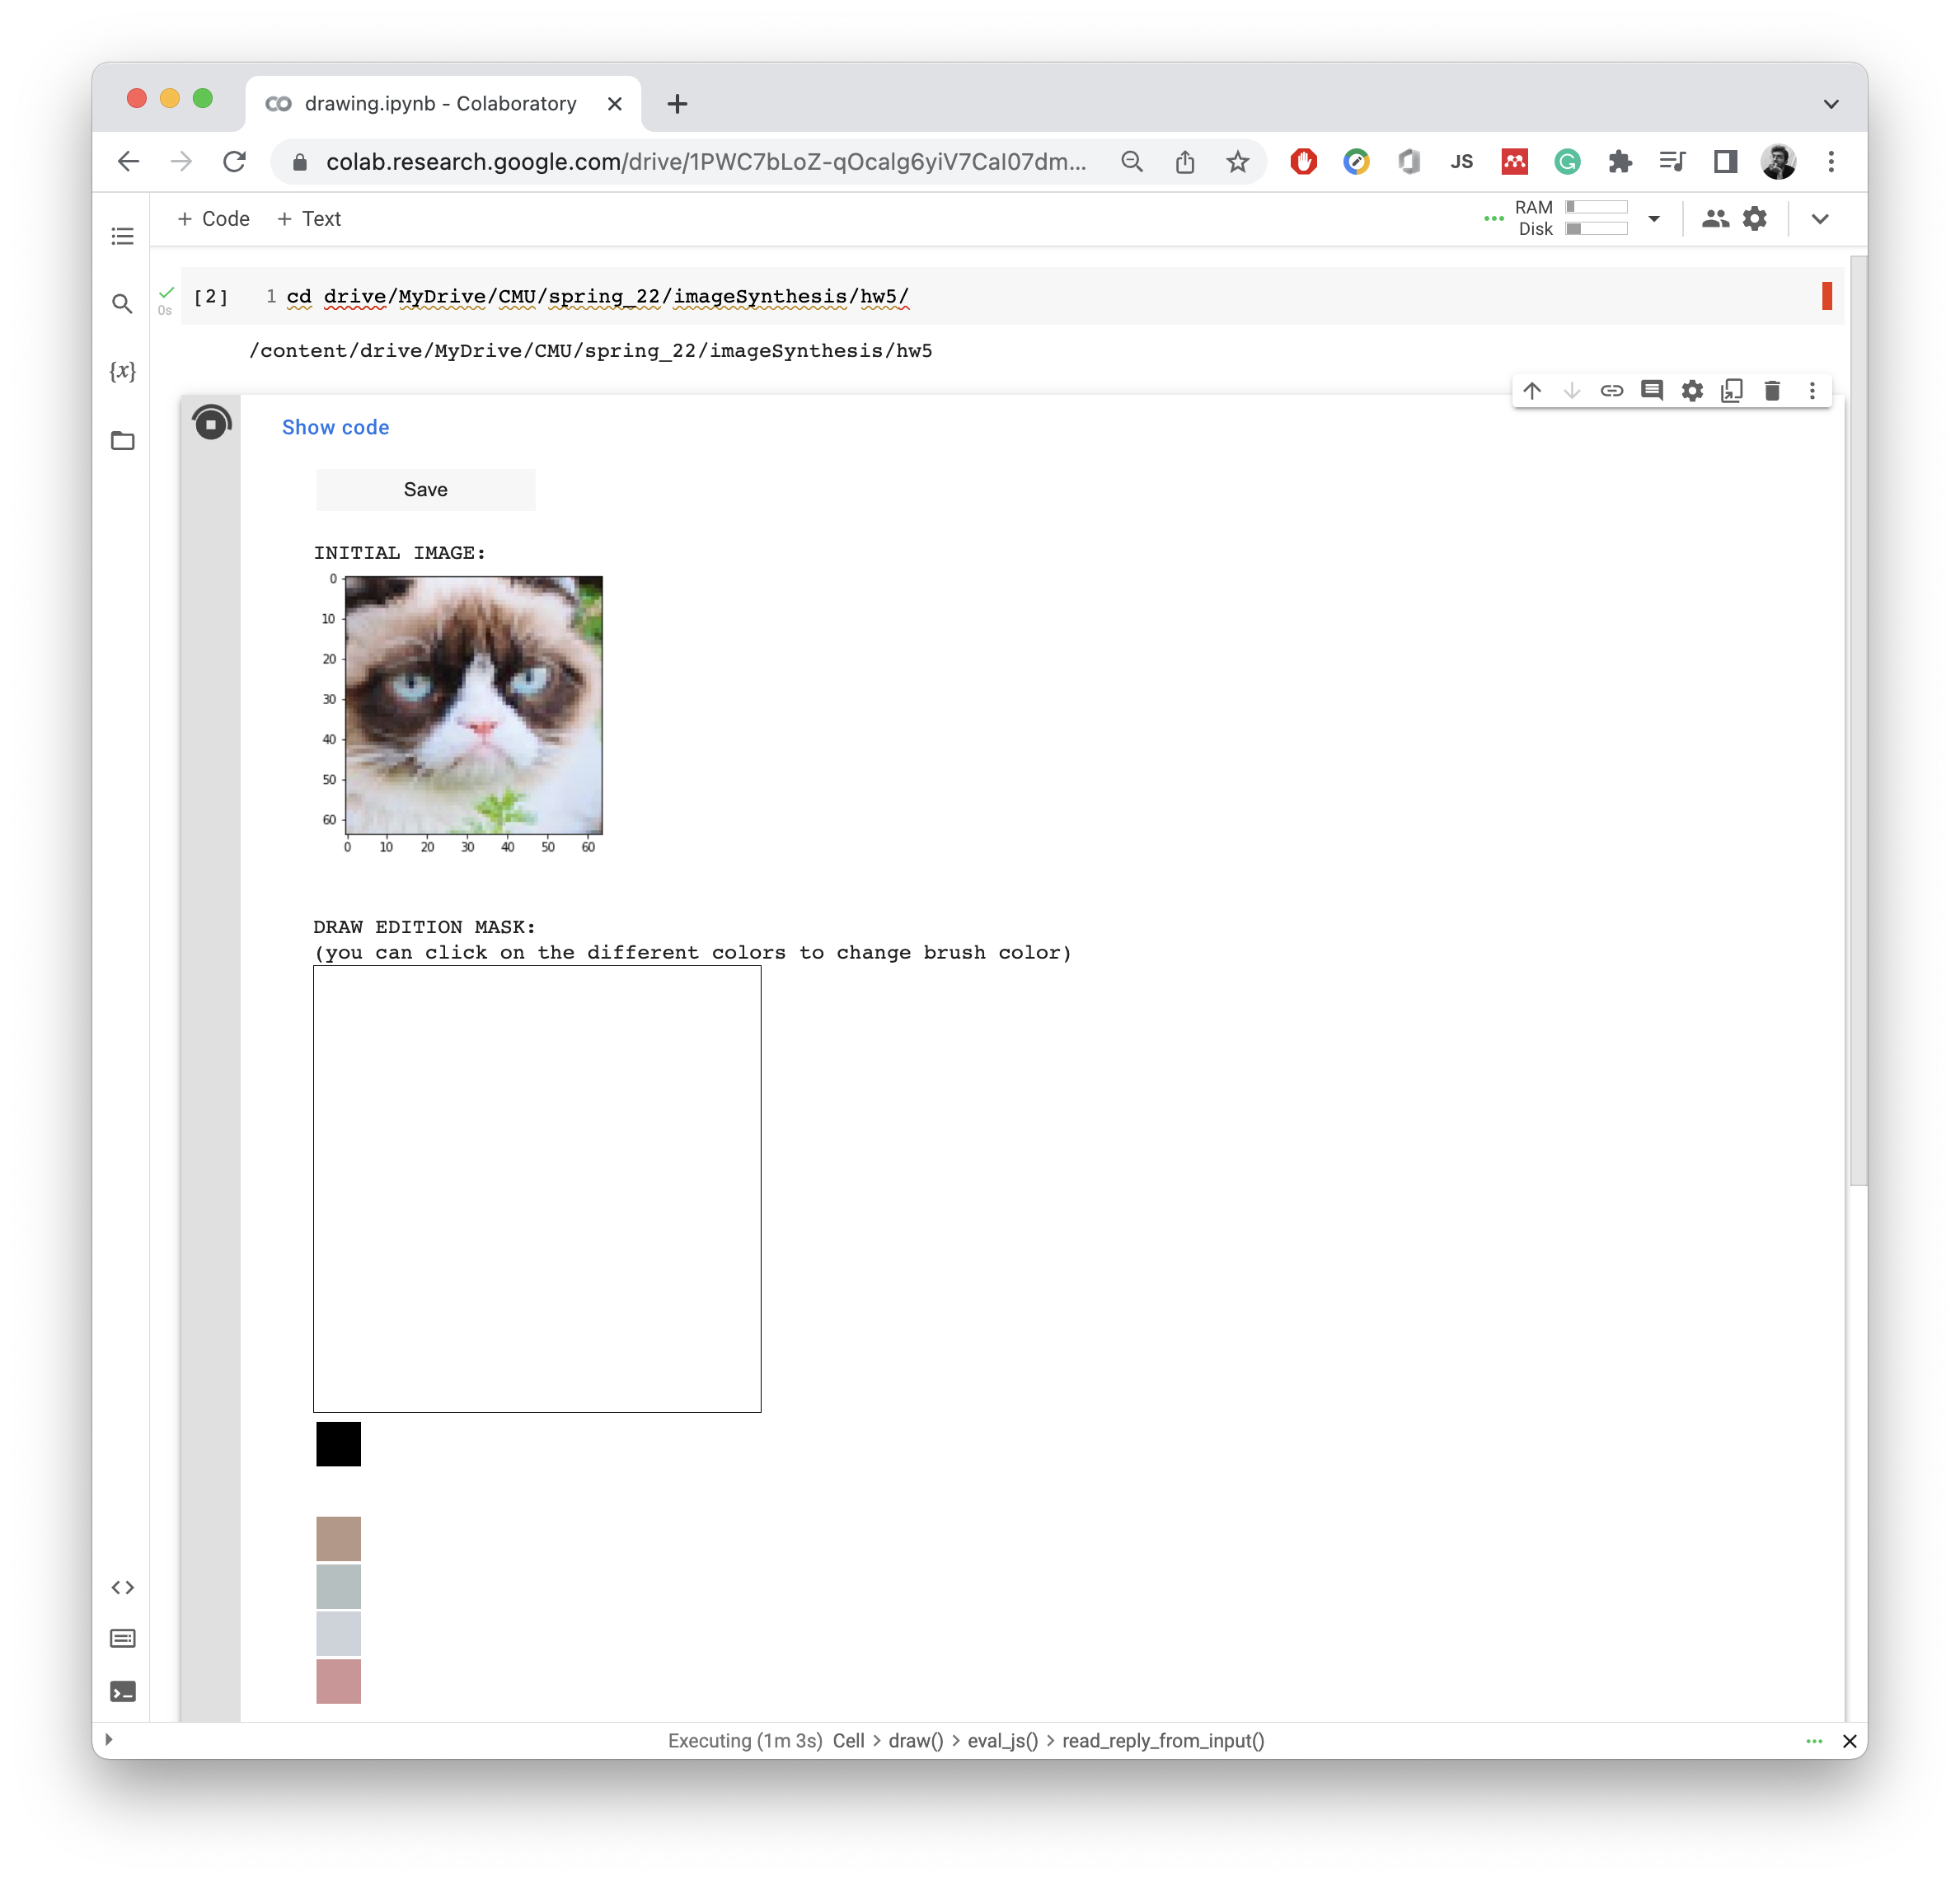 drawing.ipynb - Colaboratory
colab.research.google.com/drive/1PWC7bLoZ-qOcalg6yiV7CaI07dm...
JS
+ Code + Text
RAM
Disk
[2] 1 cd drive/MyDrive/CMU/spring_22/imageSynthesis/hw5/
0s
/content/drive/MyDrive/CMU/spring_22/imageSynthesis/hw5
{x}
Show code
Save
INITIAL IMAGE:
0
10
20
30
40
50
60
0 10 20 30 40 50 60
DRAW EDITION MASK:
(you can click on the different colors to change brush color)
Executing (1m 3s) Cell > draw() > eval_js() > read_reply_from_input()